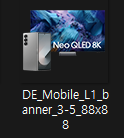 Neo QLED 8K
DE_Mobile_L1_b
anner_3-5_88x8
8